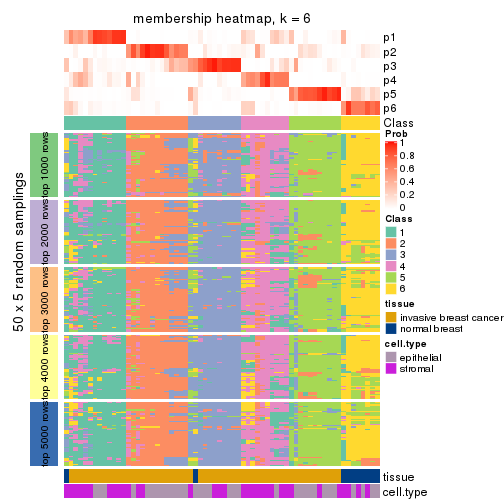 membership heatmap, k = 6
p1
p2
p3
p4
p5
p6
Class
Prob
1
0.8
0.6
0.4
0.2
0
Class
1
2
3
4
5
6
tissue
invasive breast cancer
normal breast
cell.type
epithelial
stromal
50 x 5 random samplings
top 1000 rows
top 2000 rows
top 3000 rows
top 4000 rows
top 5000 rows
tissue
cell.type